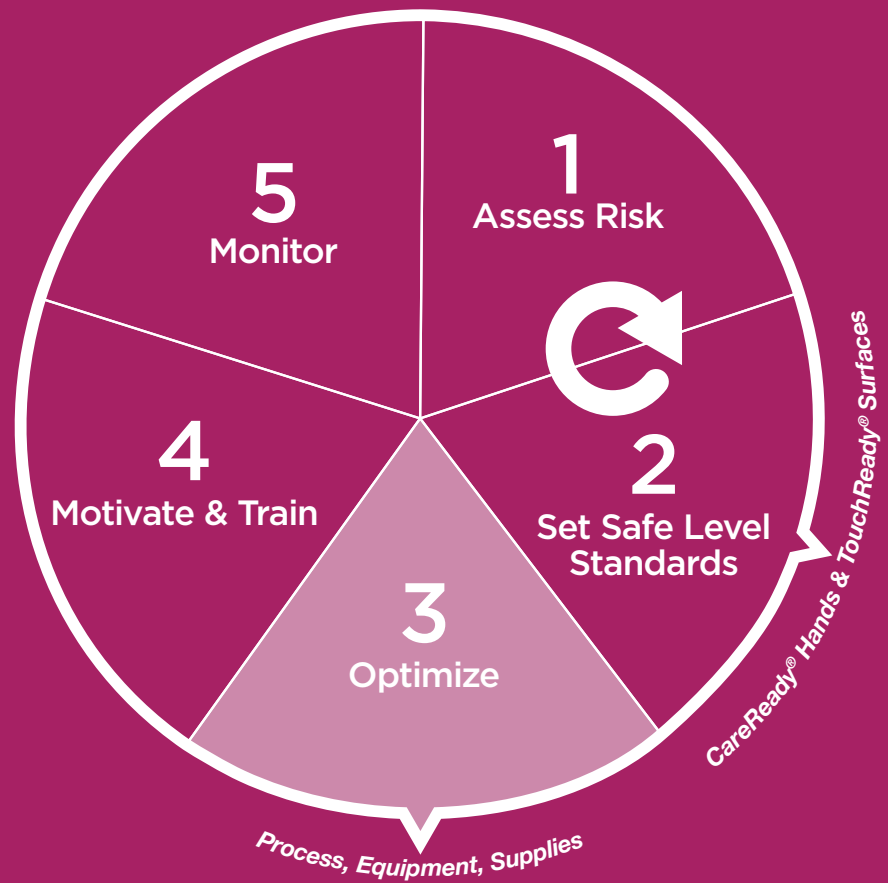 1
Assess Risk
2
Set Safe Level
Standards
CareReady® Hands & TouchReady® Surfaces
3
Optimize
Process, Equipment, Supplies
4
Motivate & Train
5
Monitor